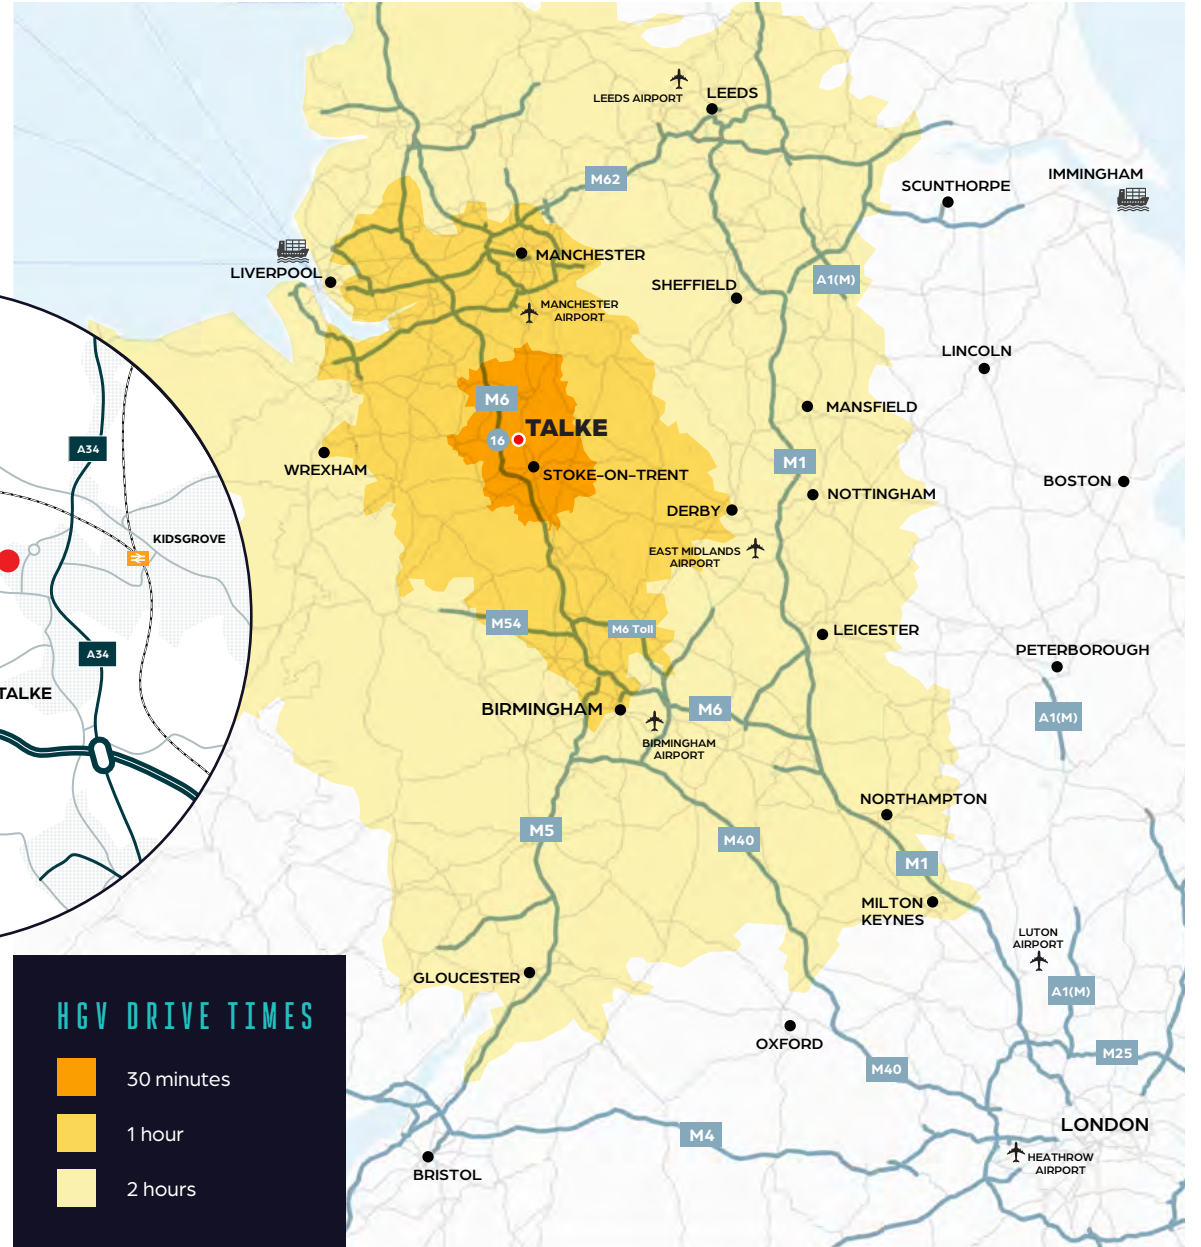 LEEDS AIRPORT
LEEDS
M62
IMMINGHAM
SCUNTHORPE
MANCHESTER
LIVERPOOL
A1(M)
SHEFFIELD
MANCHESTER
AIRPORT
LINCOLN
M6
MANSFIELD
16
TALKE
A34
WREXHAM
STOKE-ON-TRENT
M1
BOSTON
NOTTINGHAM
DERBY
KIDSGROVE
EAST MIDLANDS
AIRPORT
M54
M6 Toll
LEICESTER
A34
PETERBOROUGH
TALKE
BIRMINGHAM
M6
A1(M)
BIRMINGHAM
AIRPORT
NORTHAMPTON
M5
M40
M1
MILTON
KEYNES
LUTON
AIRPORT
GLOUCESTER
A1(M)
HGV DRIVE TIMES
OXFORD
M25
M40
30 minutes
1 hour
M4
LONDON
HEATHROW
AIRPORT
BRISTOL
2 hours